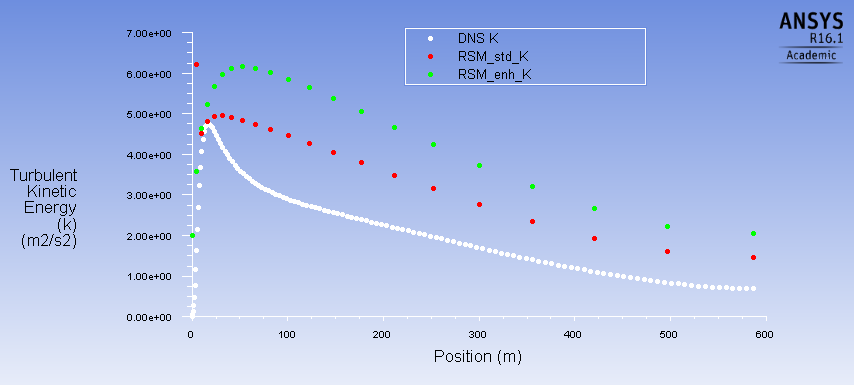 ANSYS
R16.1
Academic
DNS K
RSM_std_K
RSM_enh_K
7.00e+00
6.00e+00
5.00e+00
4.00e+00
3.00e+00
2.00e+00
1.00e+00
0.00e+00
Turbulent
Kinetic
Energy
(k)
(m2/s2)
0 100 200 300 400 500 600
Position (m)